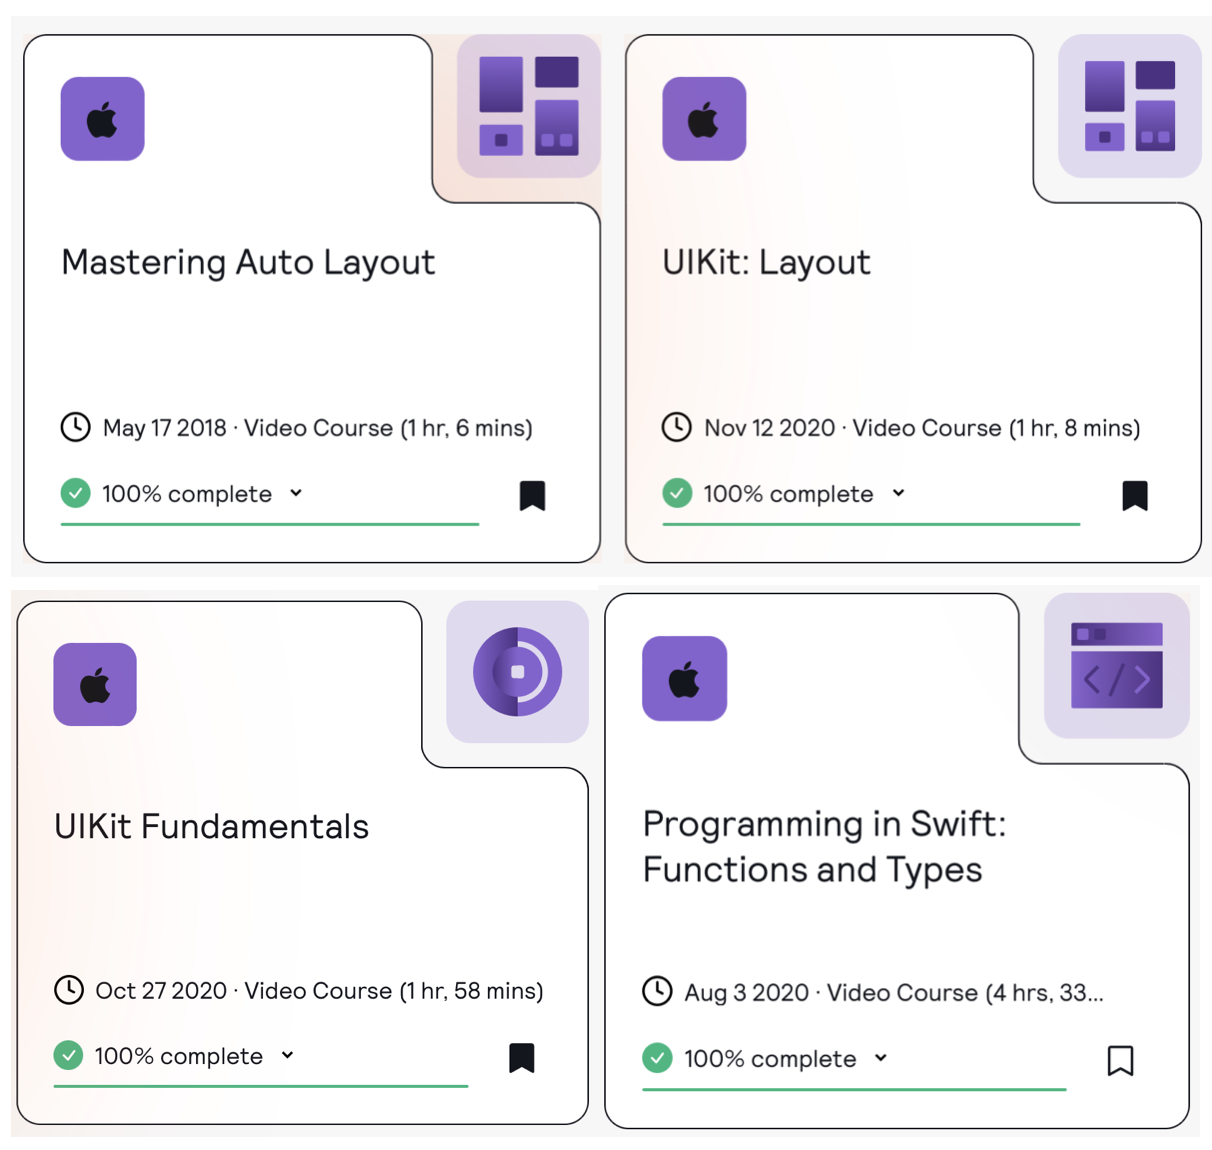 Mastering Auto Layout
May 17 2018 · Video Course (1 hr, 6 mins)
100% complete
UIKit: Layout
Nov 12 2020 · Video Course (1 hr, 8 mins)
100% complete
UIKit Fundamentals
Oct 27 2020 · Video Course (1 hr, 58 mins)
100% complete
</>
Programming in Swift:
Functions and Types
Aug 3 2020 · Video Course (4 hrs, 33...
100% complete